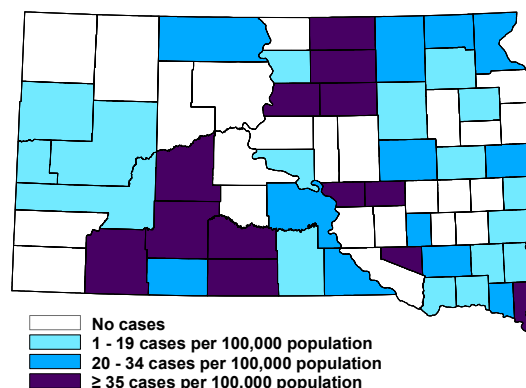 No cases
1 - 19 cases per 100,000 population
20 - 34 cases per 100,000 population
≥ 35 cases per 100,000 population